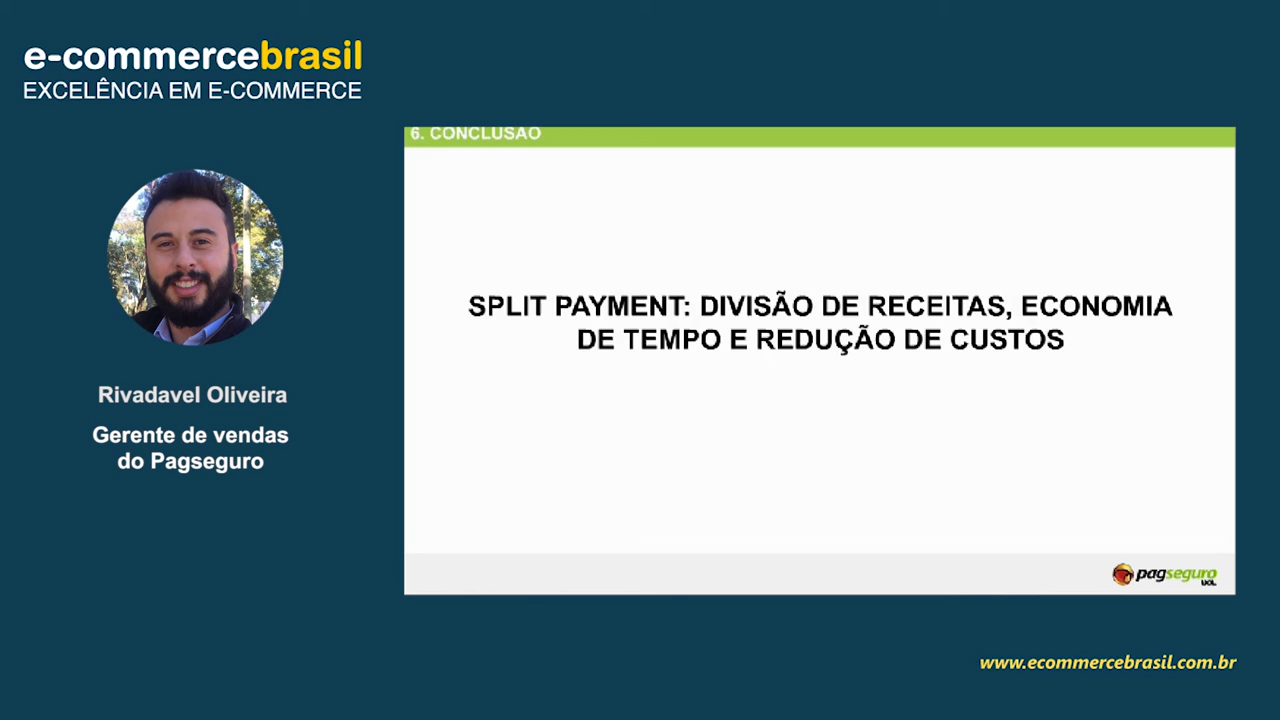 e-commercebrasil
EXCELÊNCIA EM E-COMMERCE
6. CONCLUSÃO
SPLIT PAYMENT: DIVISÃO DE RECEITAS, ECONOMIA
DE TEMPO E REDUÇÃO DE CUSTOS
Rivadavel Oliveira
Gerente de vendas
do Pagseguro
pagseguro
UOL
www.ecommercebrasil.com.br